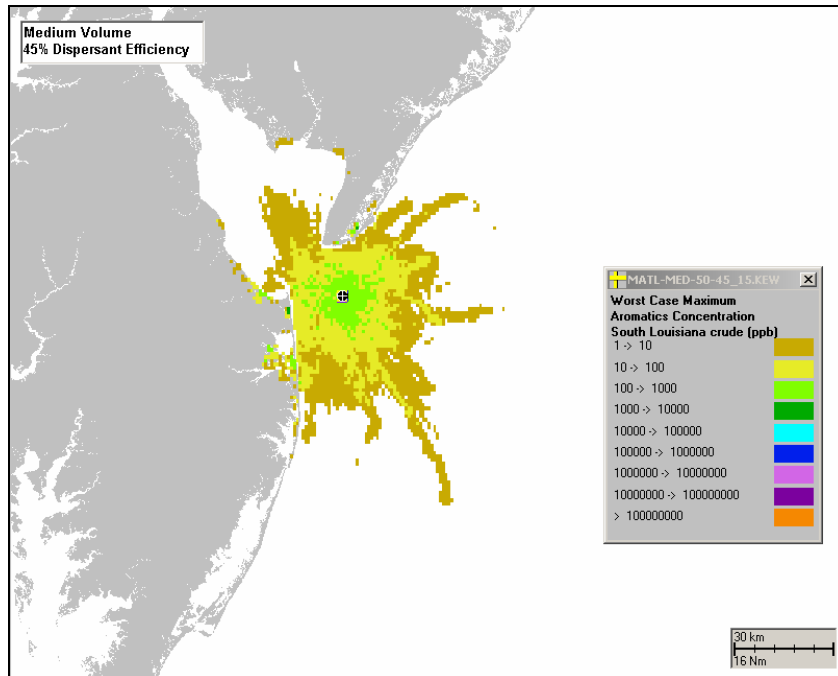 Medium Volume
45% Dispersant Efficiency
MATL-MED-50-45_15.KEW
Worst Case Maximum
Aromatics Concentration
South Louisiana crude (ppb)
1 -> 10
10 -> 100
100 -> 1000
1000 -> 10000
10000 -> 100000
100000 -> 1000000
1000000 -> 10000000
10000000 -> 100000000
> 100000000
30 km
16 Nm